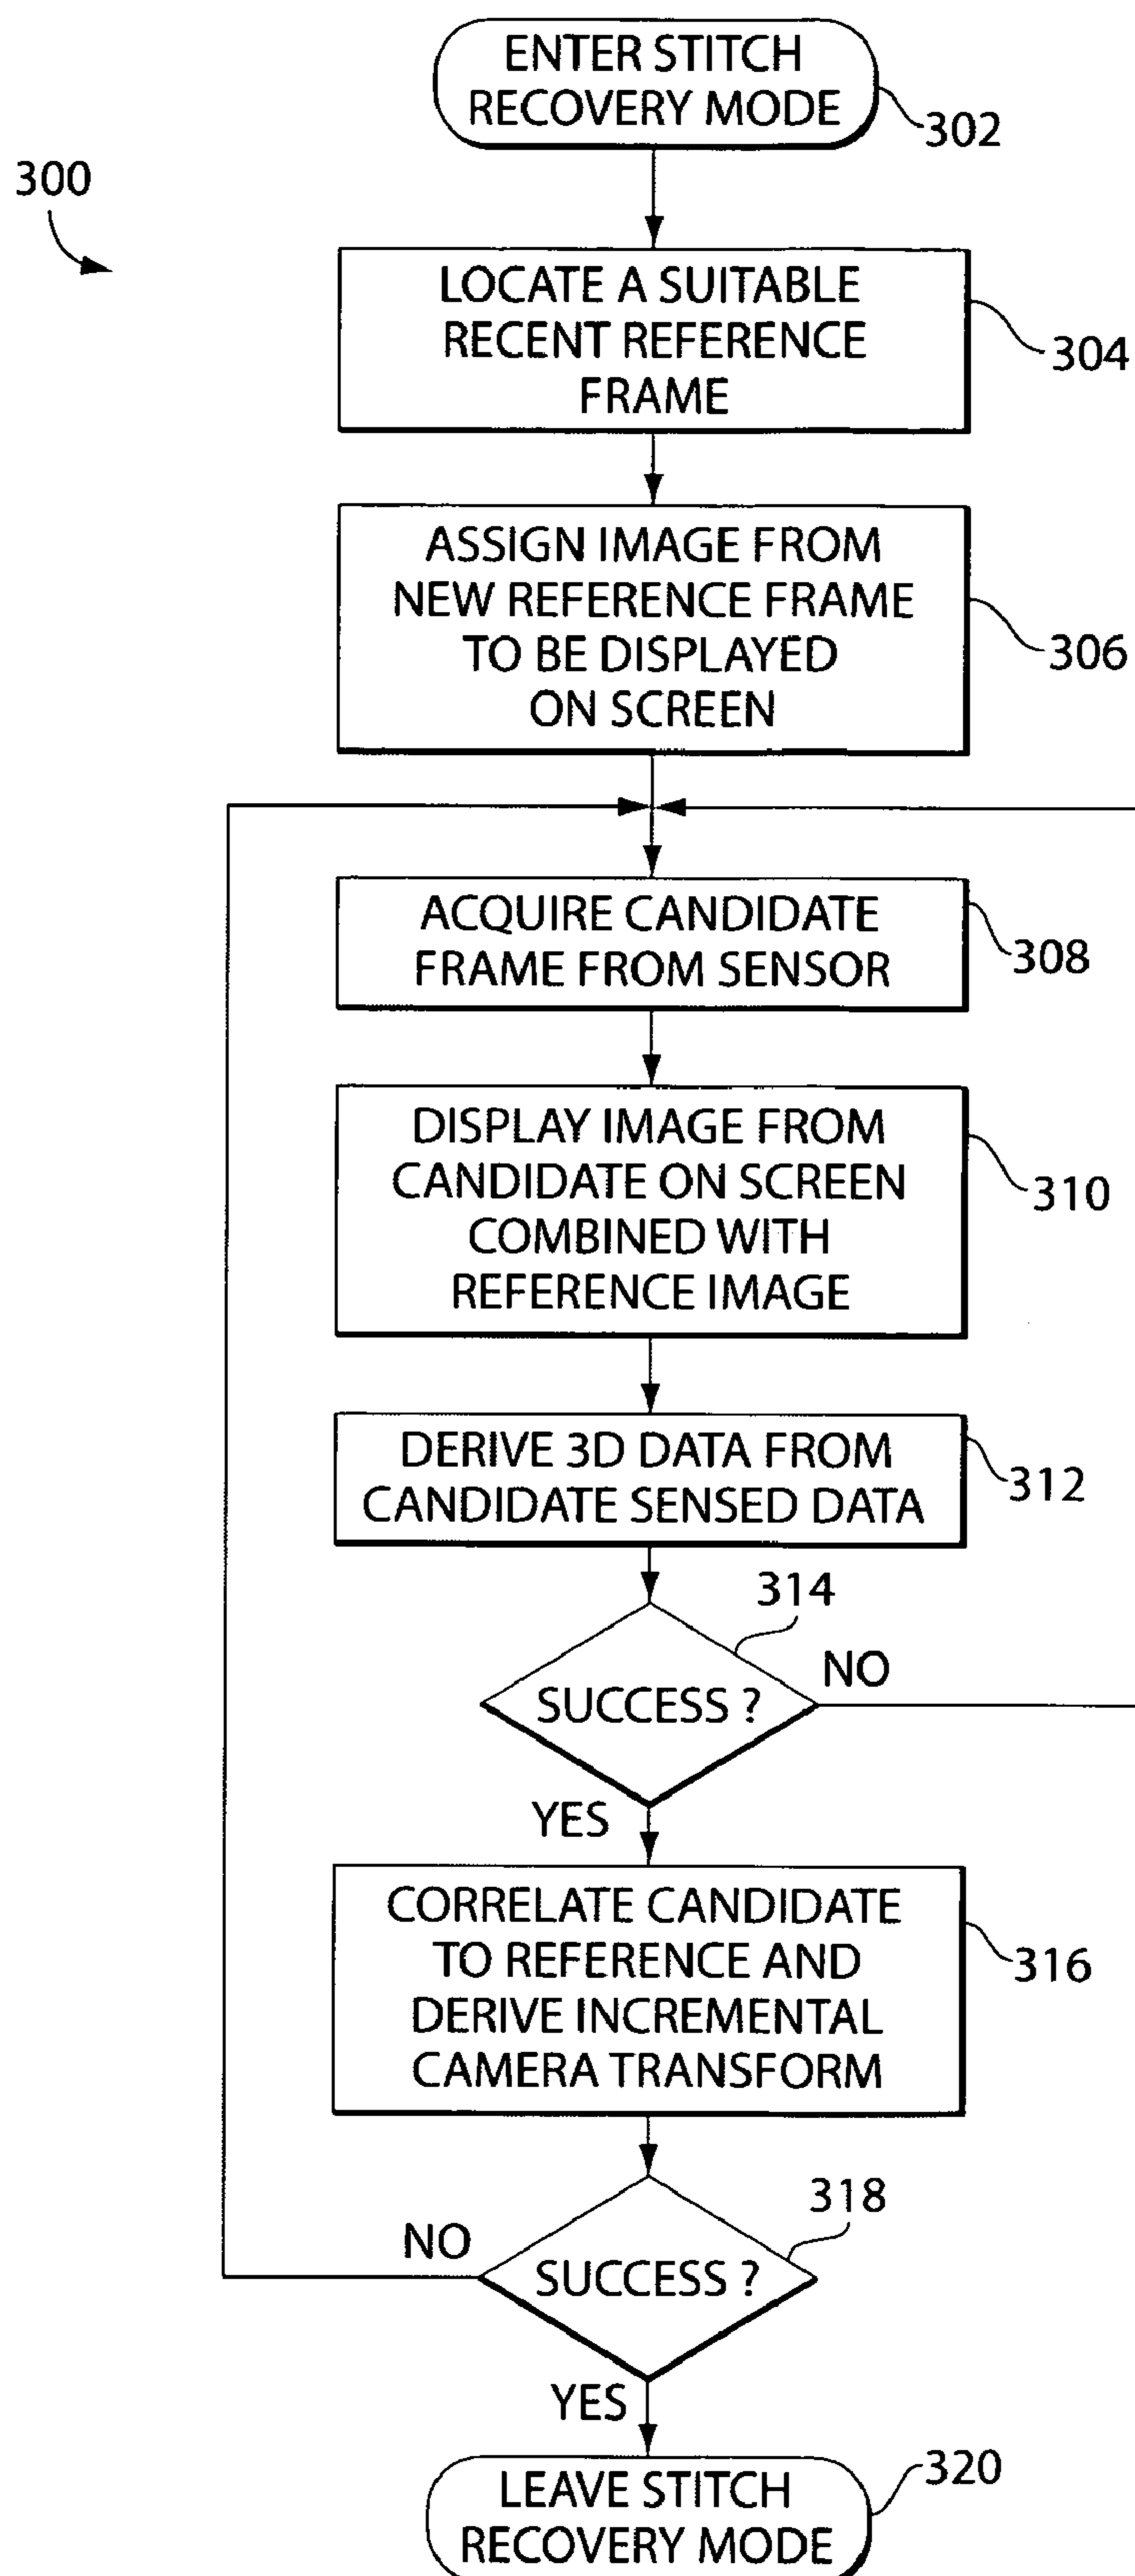 ENTER STITCH
RECOVERY MODE
302
300
LOCATE A SUITABLE
RECENT REFERENCE
FRAME
304
ASSIGN IMAGE FROM
NEW REFERENCE FRAME
TO BE DISPLAYED
ON SCREEN
306
ACQUIRE CANDIDATE
FRAME FROM SENSOR
308
DISPLAY IMAGE FROM
CANDIDATE ON SCREEN
COMBINED WITH
REFERENCE IMAGE
310
DERIVE 3D DATA FROM
CANDIDATE SENSED DATA
312
314
NO
SUCCESS ?
YES
CORRELATE CANDIDATE
TO REFERENCE AND
DERIVE INCREMENTAL
CAMERA TRANSFORM
316
318
NO
SUCCESS ?
YES
LEAVE STITCH
RECOVERY MODE
320